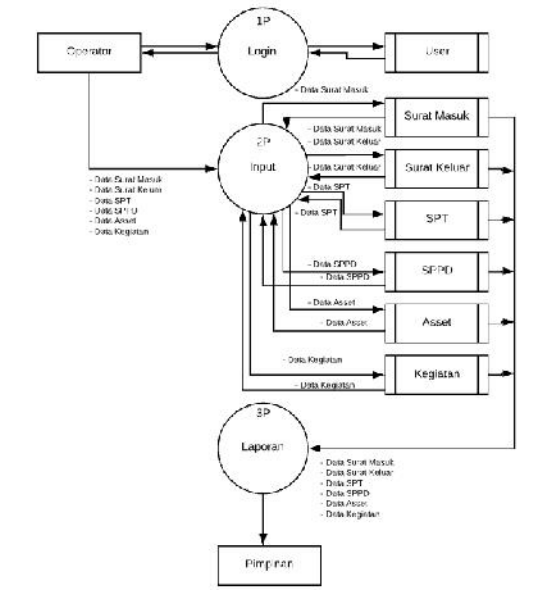 1P
Operator
Login
User
- Data Surat Masuk
Surat Masuk
- Data Surat Masuk
- Data Surat Keluar
2P
Input
- Data Surat Keluar
Surat Keluar
- Data SPT
- Data SPT
SPT
- Data Surat Masuk
- Data Surat Keluar
- Data SPT
- Data SPPD
- Data Asset
- Data Kegiatan
- Data SPPD
- Data SPPD
SPPD
- Data Asset
- Data Asset
Asset
- Data Kegiatan
- Data Kegiatan
Kegiatan
3P
Laporan
- Data Surat Masuk
- Data Surat Keluar
- Data SPT
- Data SPPD
- Data Asset
- Data Kegiatan
Pimpinan